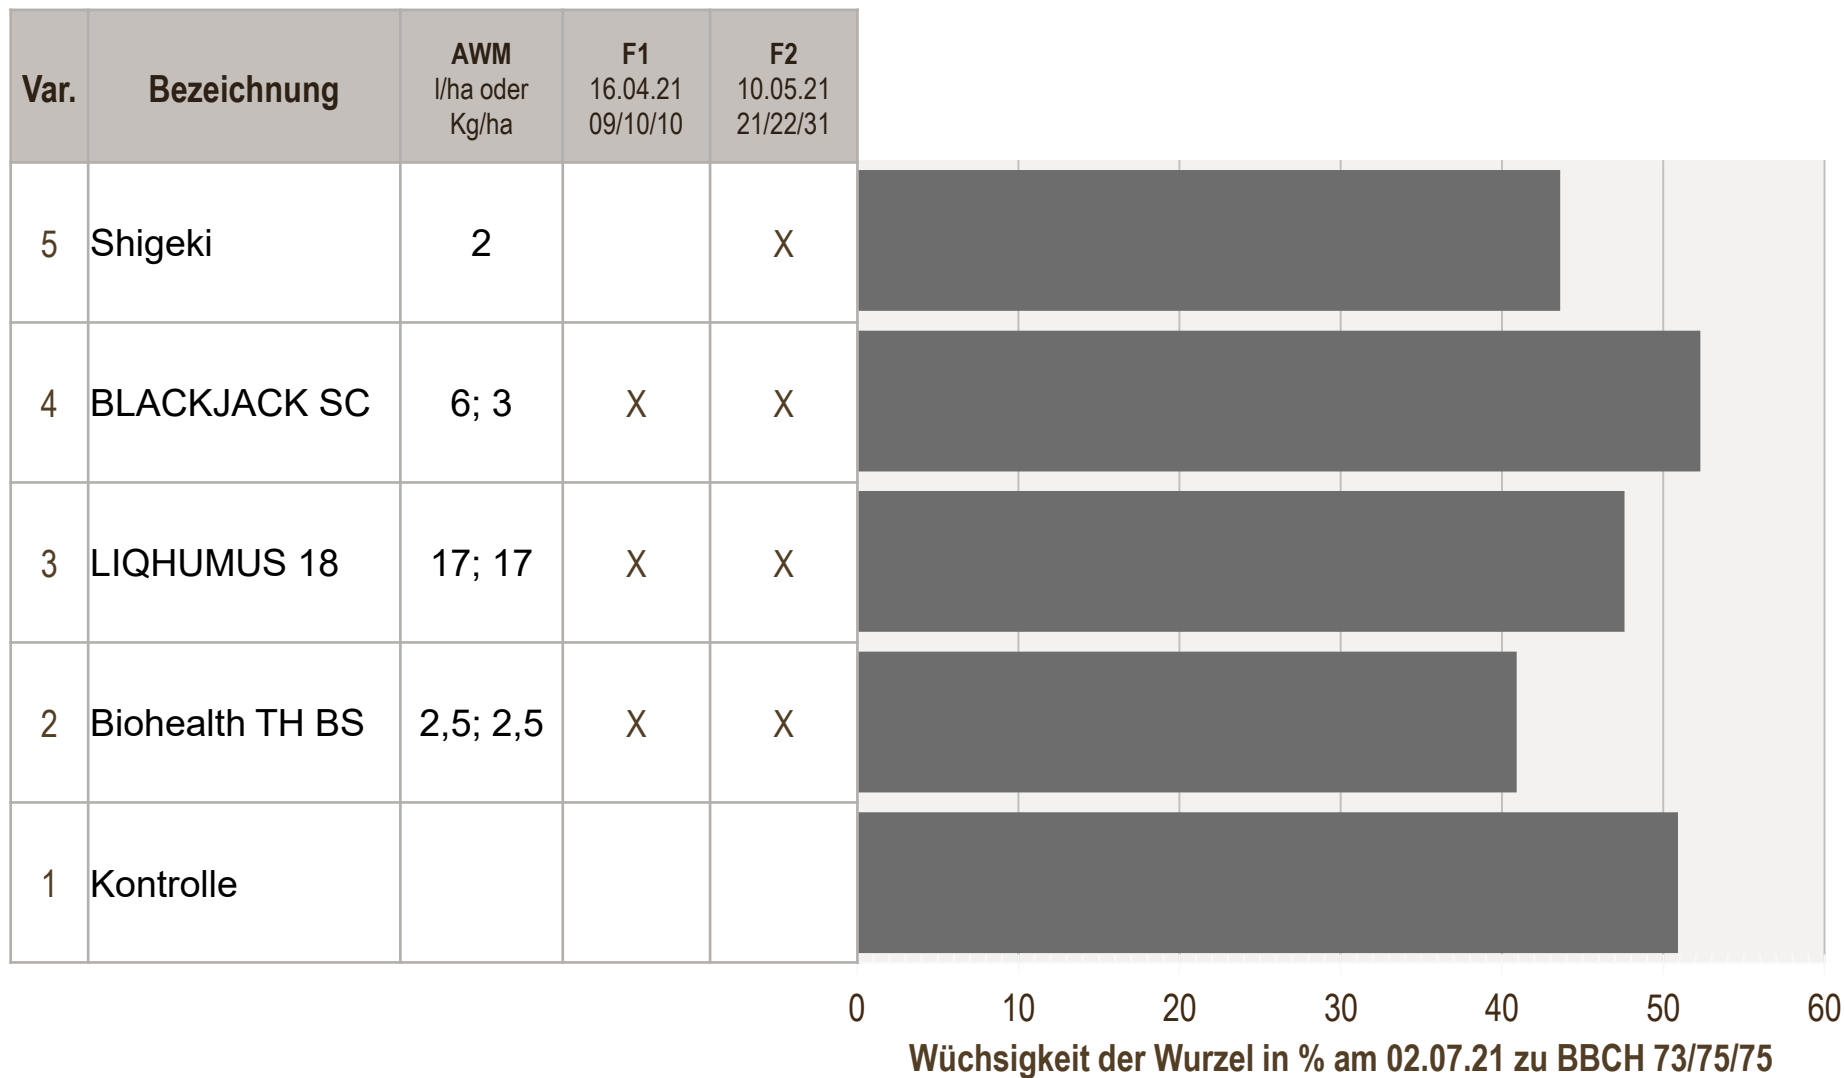 Var.
Bezeichnung
AWM
l/ha oder
Kg/ha
F1
16.04.21
09/10/10
F2
10.05.21
21/22/31
5 Shigeki 2 X
4 BLACKJACK SC 6; 3 X X
3 LIQHUMUS 18 17; 17 X X
2 Biohealth TH BS 2,5; 2,5 X X
1 Kontrolle
0 10 20 30 40 50 60
Wüchsigkeit der Wurzel in % am 02.07.21 zu BBCH 73/75/75